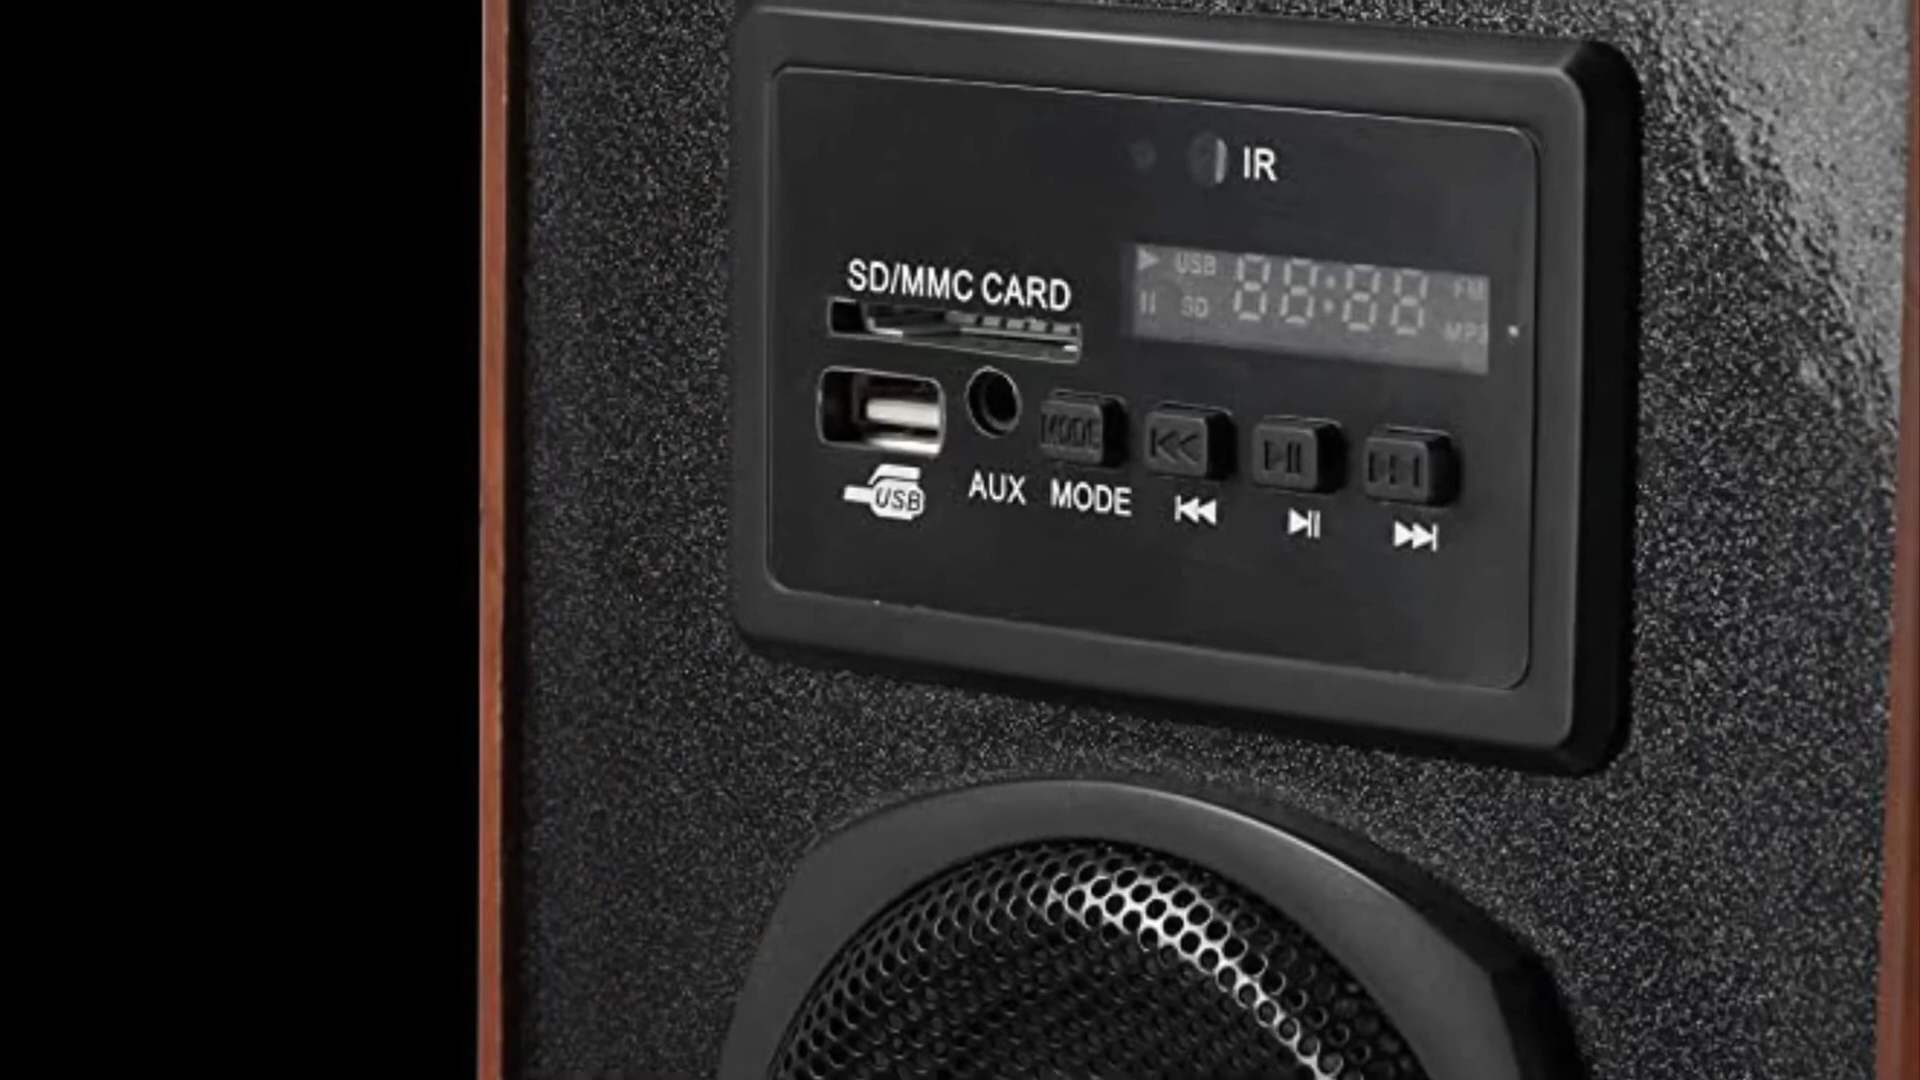 IR
SD/MMC CARD
USB 88:88 FM
SD MP3
MODE
USB AUX MODE